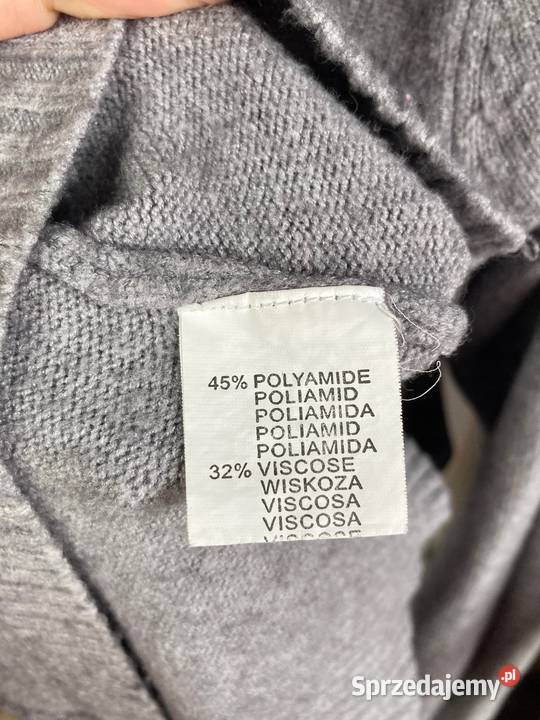 45% POLYAMIDE
POLIAMID
POLIAMIDA
POLIAMID
POLIAMIDA
32% VISCOSE
WISKOZA
VISCOSA
VISCOSA
Sprzedajemy.pl